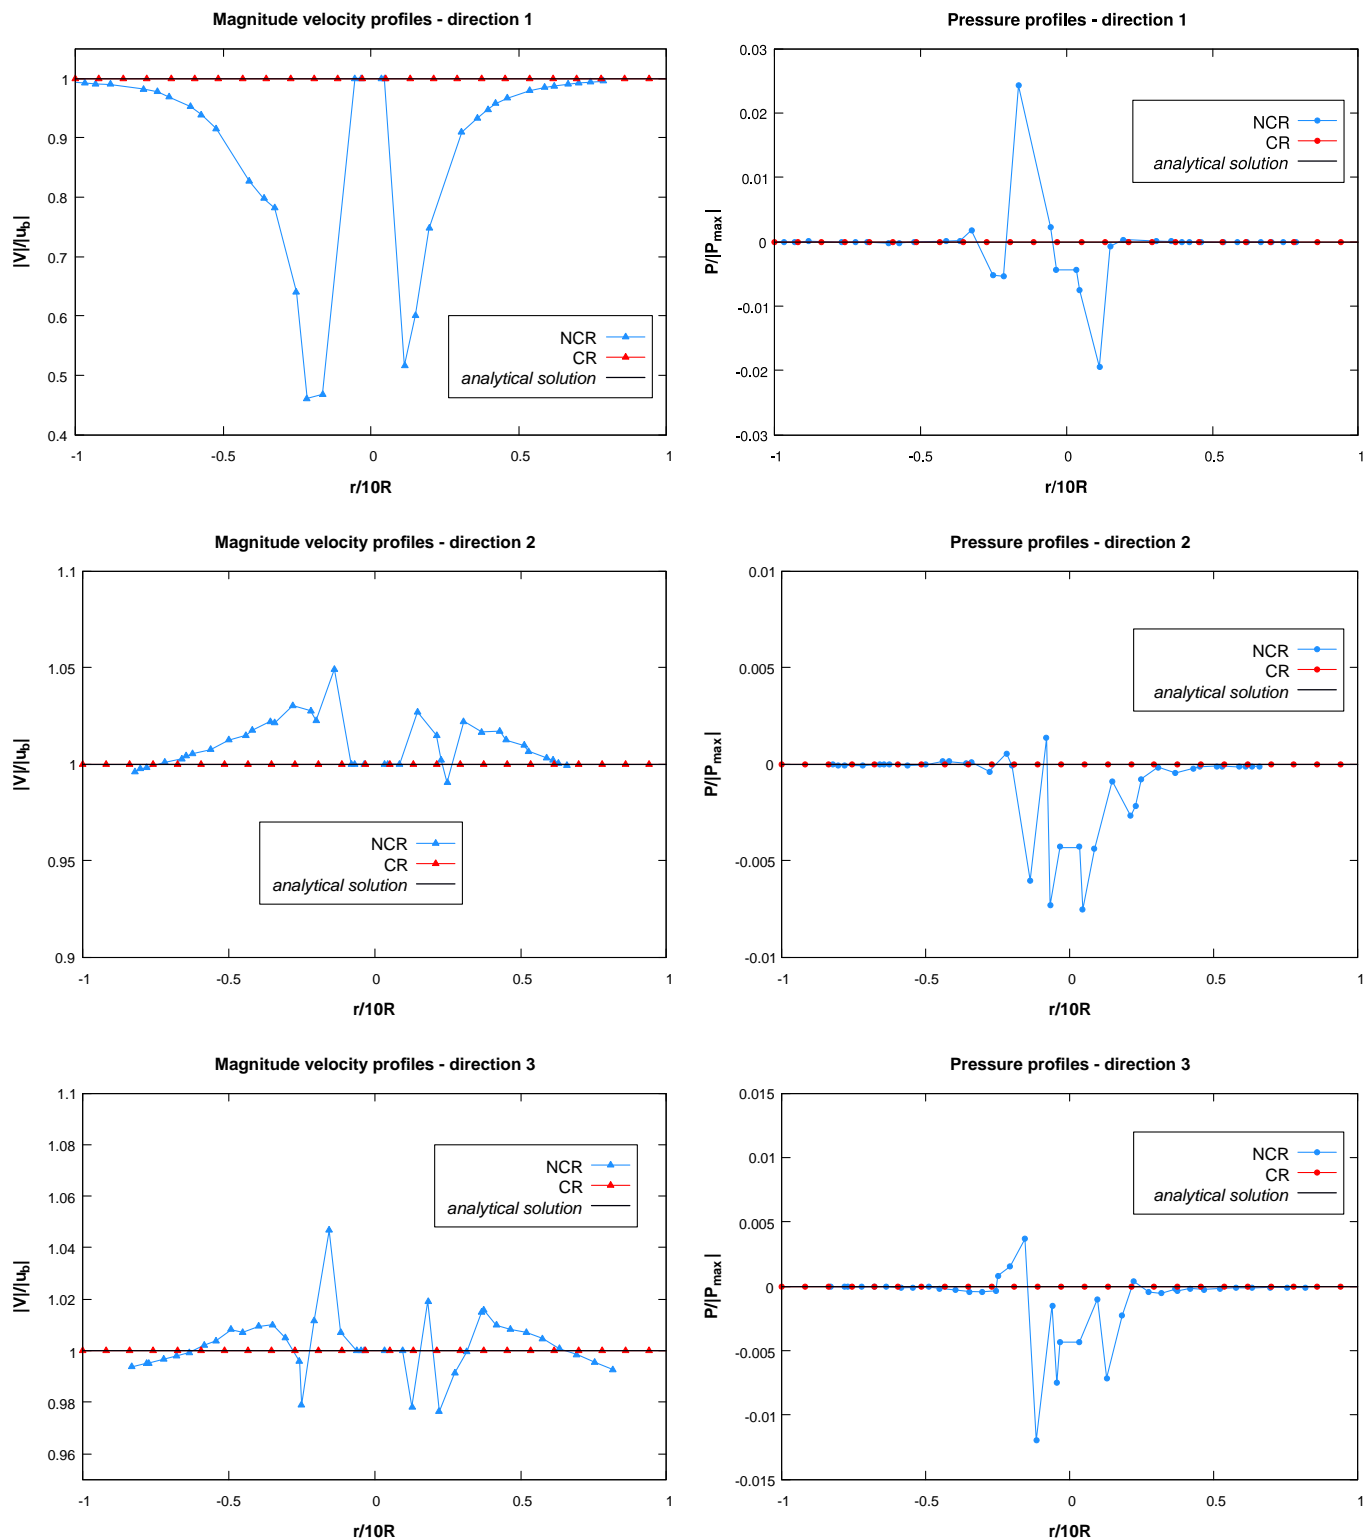 Magnitude velocity profiles - direction 1
1
0.9
0.8
0.7
0.6
0.5
0.4
|V|/|u_b|
NCR
CR
analytical solution
-1
-0.5
0
0.5
1
r/10R
Pressure profiles - direction 1
0.03
0.02
0.01
0
-0.01
-0.02
-0.03
P/|P_max|
NCR
CR
analytical solution
-1
-0.5
0
0.5
1
r/10R
Magnitude velocity profiles - direction 2
1.1
1.05
1
0.95
0.9
|V|/|u_b|
NCR
CR
analytical solution
-1
-0.5
0
0.5
1
r/10R
Pressure profiles - direction 2
0.01
0.005
0
-0.005
-0.01
P/|P_max|
NCR
CR
analytical solution
-1
-0.5
0
0.5
1
r/10R
Magnitude velocity profiles - direction 3
1.1
1.08
1.06
1.04
1.02
1
0.98
0.96
|V|/|u_b|
NCR
CR
analytical solution
-1
-0.5
0
0.5
1
r/10R
Pressure profiles - direction 3
0.015
0.01
0.005
0
-0.005
-0.01
-0.015
P/|P_max|
NCR
CR
analytical solution
-1
-0.5
0
0.5
1
r/10R